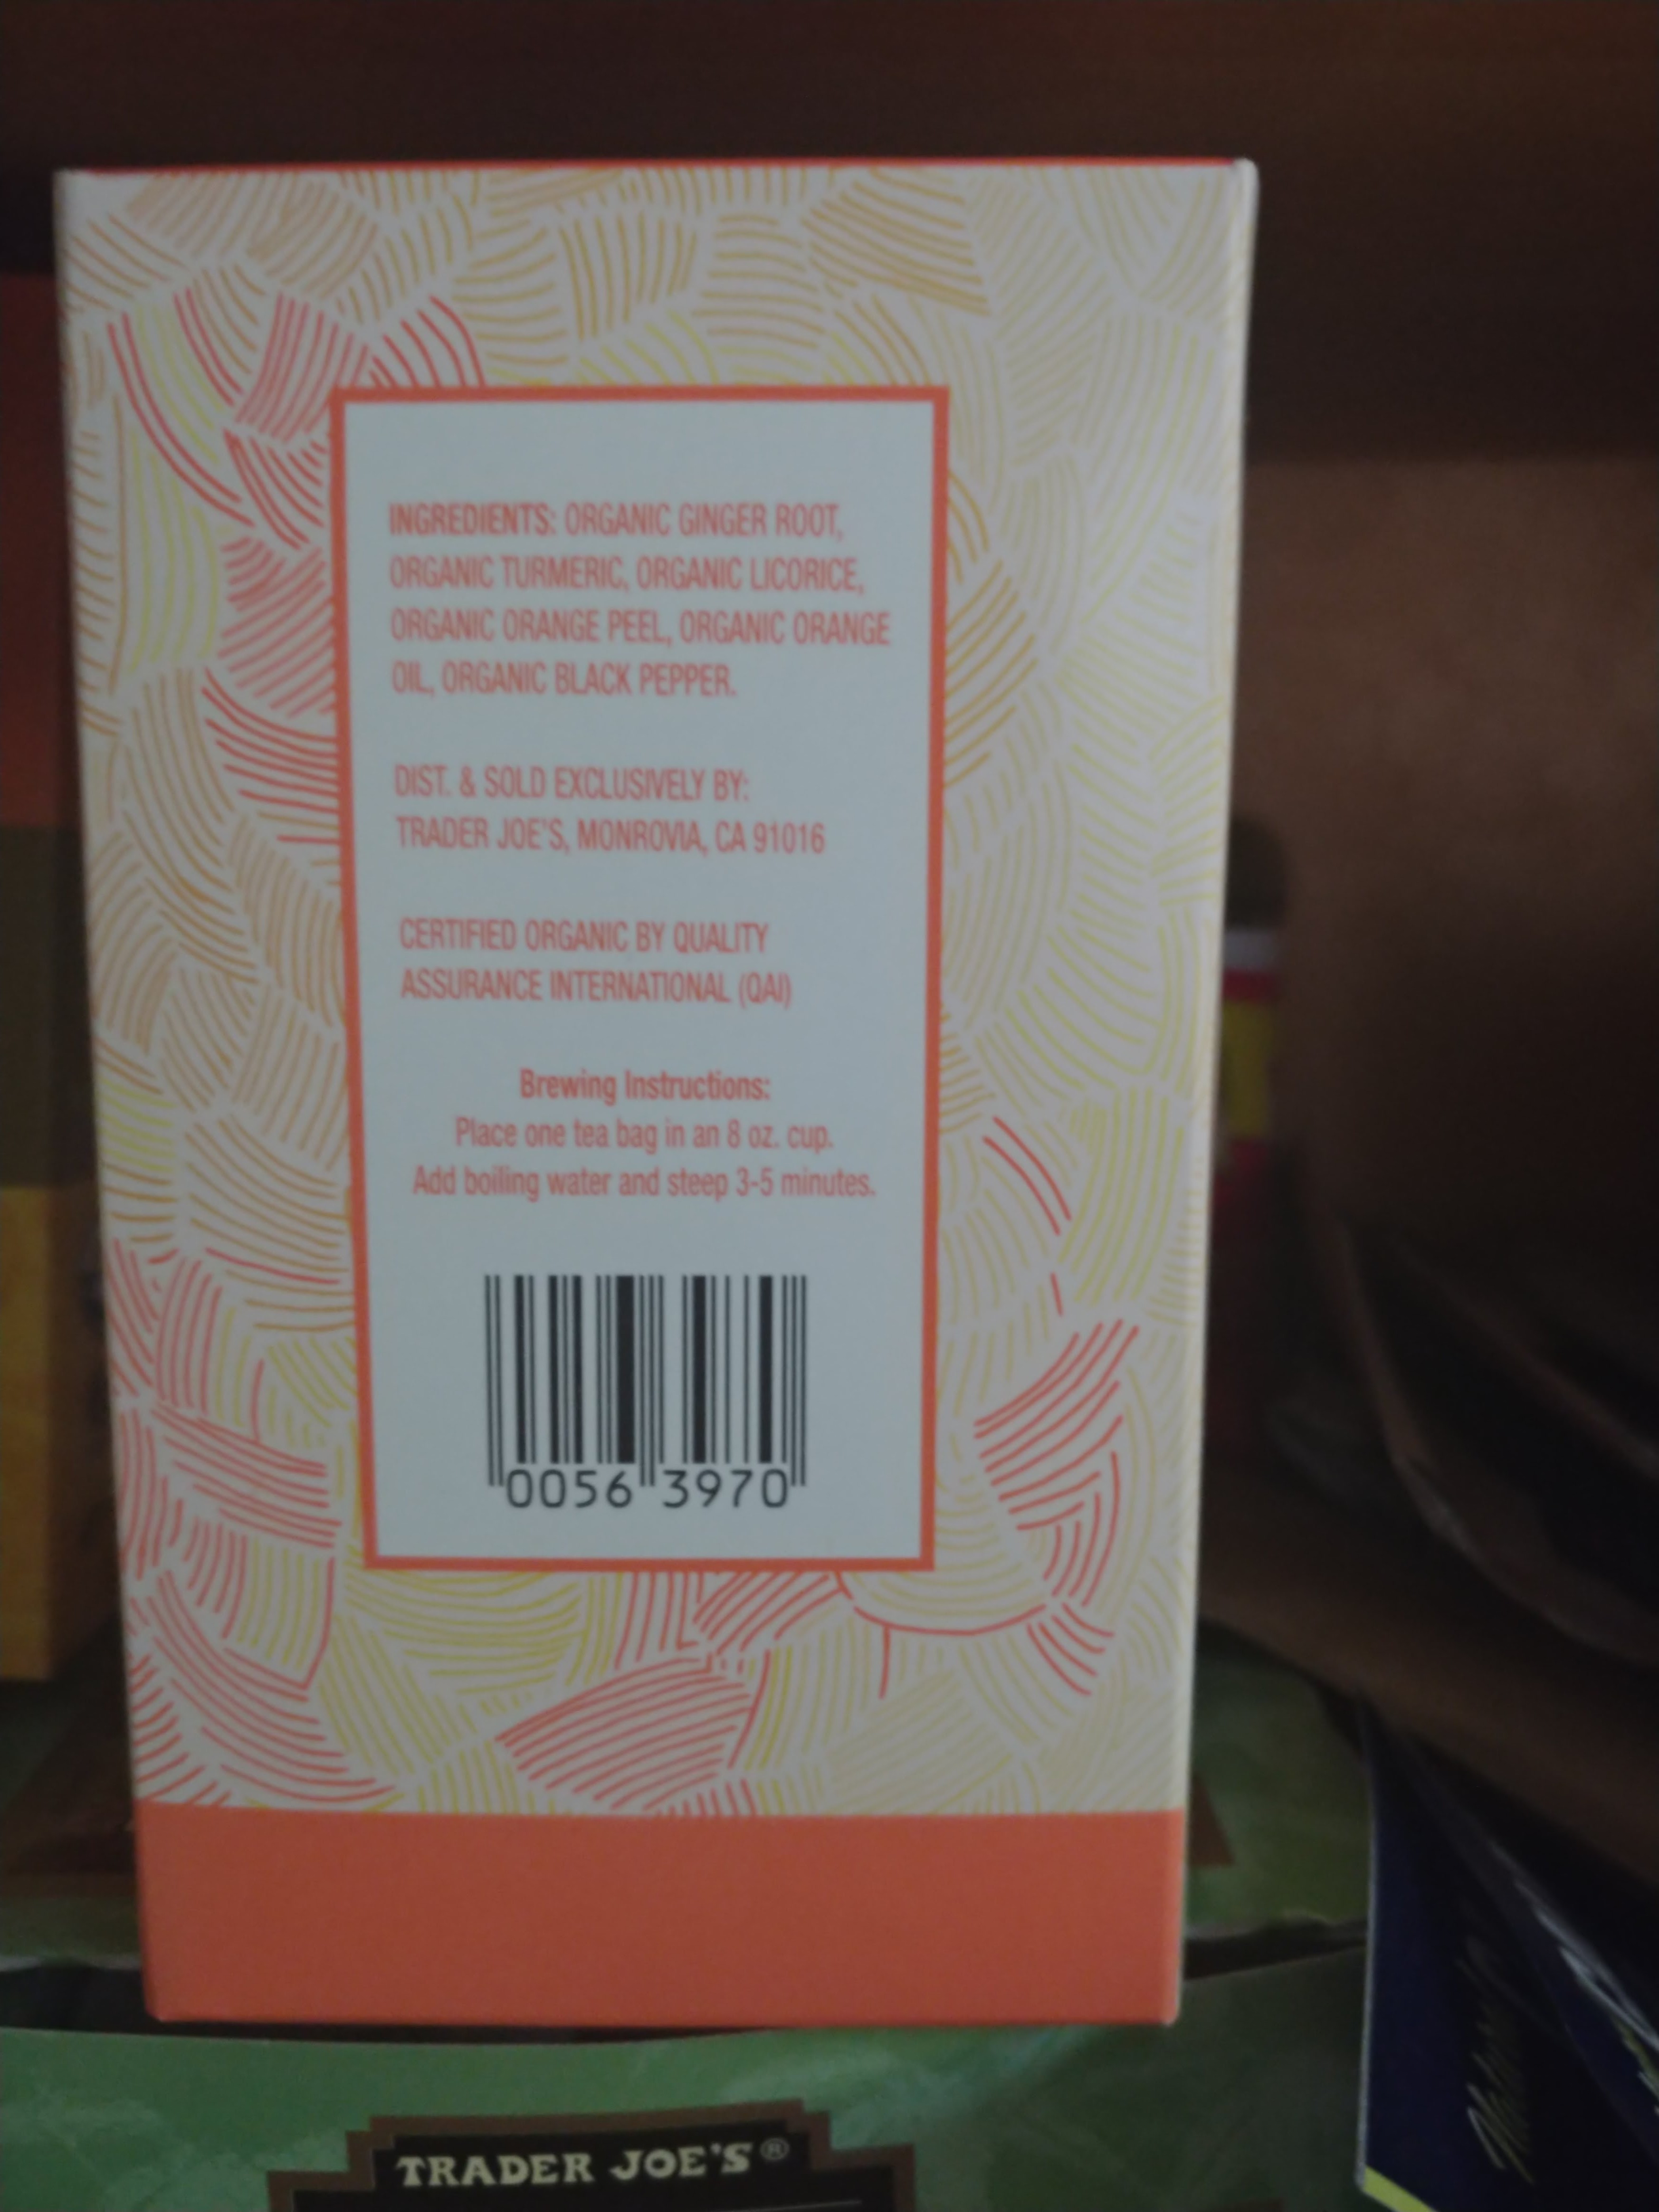 INGREDIENTS: ORGANIC GINGER ROOT,
ORGANIC TURMERIC, ORGANIC LICORICE,
ORGANIC ORANGE PEEL, ORGANIC ORANGE
OIL, ORGANIC BLACK PEPPER.
DIST. & SOLD EXCLUSIVELY BY:
TRADER JOE'S, MONROVIA, CA 91016
CERTIFIED ORGANIC BY QUALITY
ASSURANCE INTERNATIONAL (QAI)
Brewing Instructions:
Place one tea bag in an 8 oz. cup.
Add boiling water and steep 3-5 minutes.
0056 3970
TRADER JOE'S®